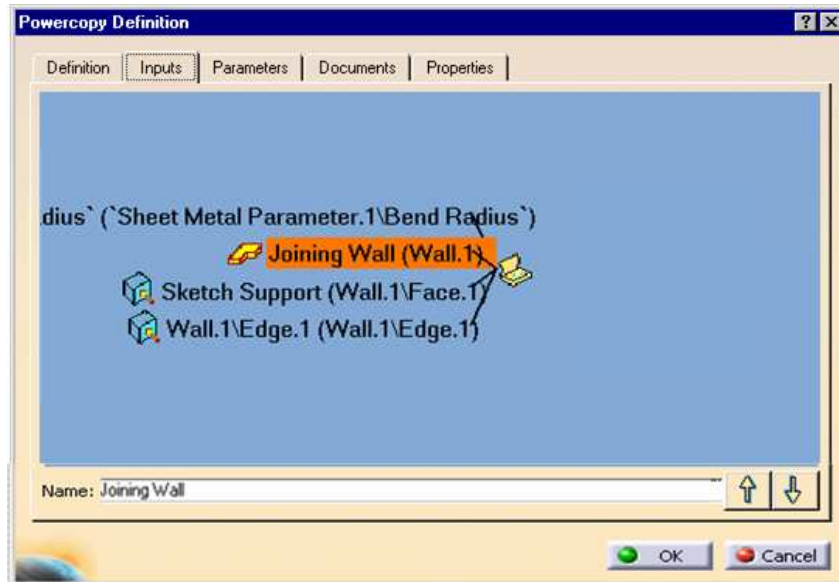 Powercopy Definition
Definition Inputs Parameters Documents Properties
dius` (`Sheet Metal Parameter.1\Bend Radius`)
Joining Wall (Wall.1)
Sketch Support (Wall.1\Face.1)
Wall.1\Edge.1 (Wall.1\Edge.1)
Name: Joining Wall
OK Cancel